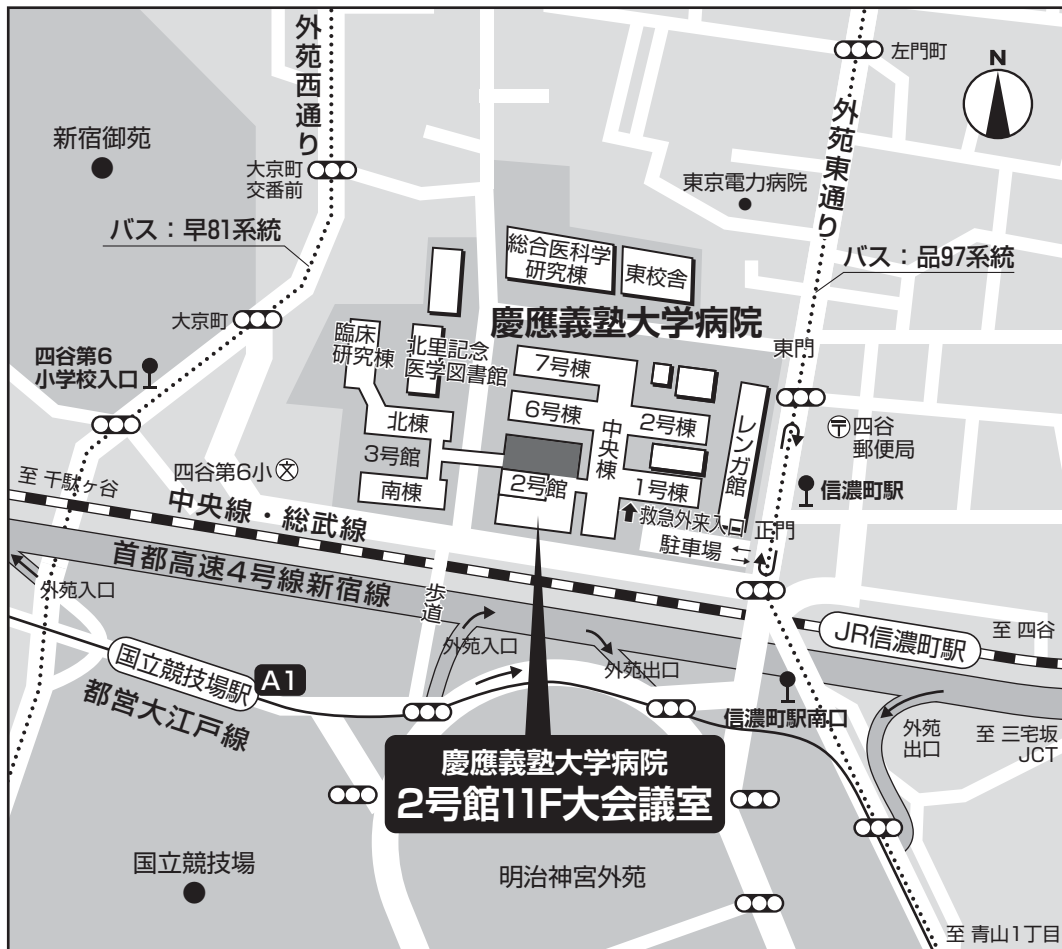 外苑西通り
左門町
N
新宿御苑
大京町
交番前
外苑東通り
東京電力病院
バス：早81系統
バス：品97系統
総合医科学
研究棟
東校舎
慶應義塾大学病院
大京町
臨床
研究棟
北里記念
医学図書館
7号棟
東門
四谷第6
小学校入口
6号棟
中央棟
2号棟
レンガ館
〒四谷
郵便局
北棟
3号館
四谷第6小 文
南棟
2号館
1号棟
信濃町駅
至 千駄ヶ谷
救急外来入口
正門
駐車場
中央線・総武線
首都高速4号線新宿線
外苑入口
歩道
外苑入口
外苑出口
JR信濃町駅
至 四谷
国立競技場駅
A1
都営大江戸線
信濃町駅南口
外苑
出口
至 三宅坂
JCT
慶應義塾大学病院
2号館11F大会議室
国立競技場
明治神宮外苑
至 青山1丁目